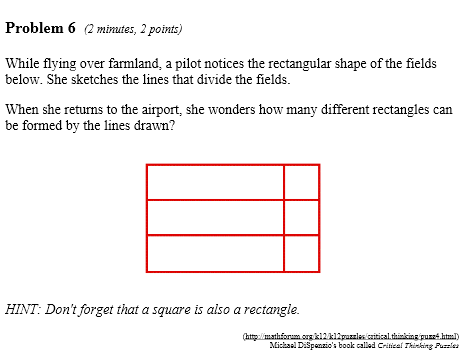 Problem 6 (2 minutes, 2 points)
While flying over farmland, a pilot notices the rectangular shape of the fields
below. She sketches the lines that divide the fields.
When she returns to the airport, she wonders how many different rectangles can
be formed by the lines drawn?
HINT: Don't forget that a square is also a rectangle.
(http://mathforum.org/k12/k12puzzles/critical.thinking/puzz4.html)
Michael DiSpezio's book called Critical Thinking Puzzles